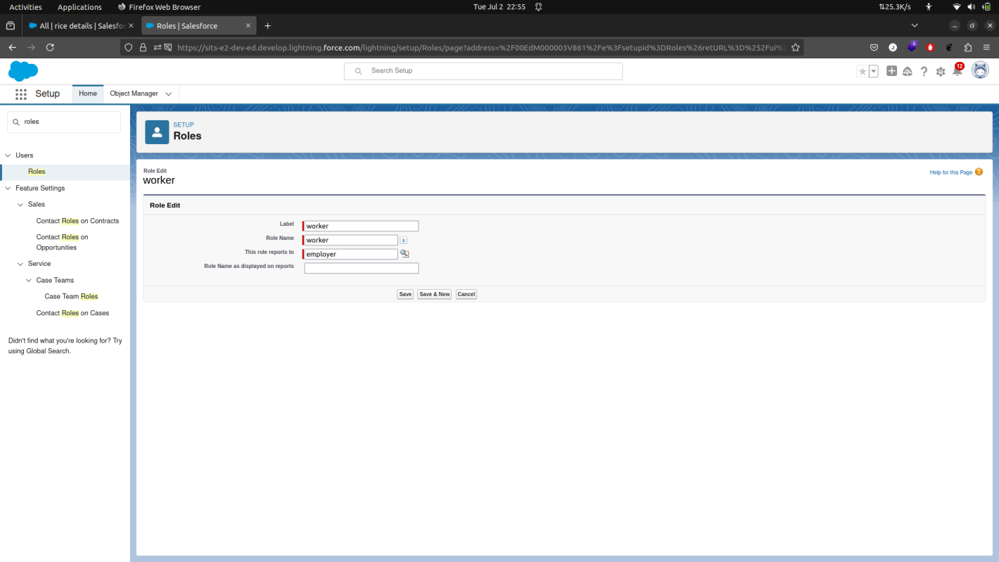 Activities Applications Firefox Web Browser Tue Jul 2 22:55 ⇅25.3K/s
All | rice details | Salesfor × Roles | Salesforce × +
https://sits-e2-dev-ed.develop.lightning.force.com/lightning/setup/Roles/page?address=%2F00EdM000003V861%2Fe%3Fsetupid%3DRoles%26retURL%3D%252Fui% 6
Search Setup 12
Setup Home Object Manager
roles
Users
Roles
Feature Settings
Sales
Contact Roles on Contracts
Contact Roles on
Opportunities
Service
Case Teams
Case Team Roles
Contact Roles on Cases
Didn't find what you're looking for? Try
using Global Search.
SETUP
Roles
Role Edit
worker
Help for this Page ?
Role Edit
Label worker
Role Name worker i
This role reports to employer
Role Name as displayed on reports
Save Save & New Cancel